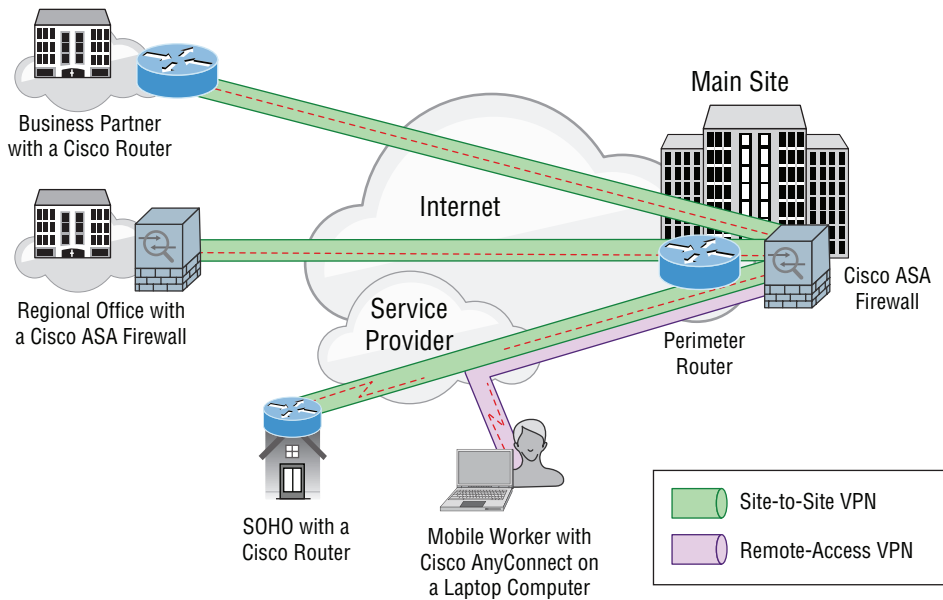 Main Site
Business Partner
with a Cisco Router
Internet
Cisco ASA
Firewall
Regional Office with
a Cisco ASA Firewall
Service
Provider
Perimeter
Router
SOHO with a
Cisco Router
Mobile Worker with
Cisco AnyConnect on
a Laptop Computer
Site-to-Site VPN
Remote-Access VPN